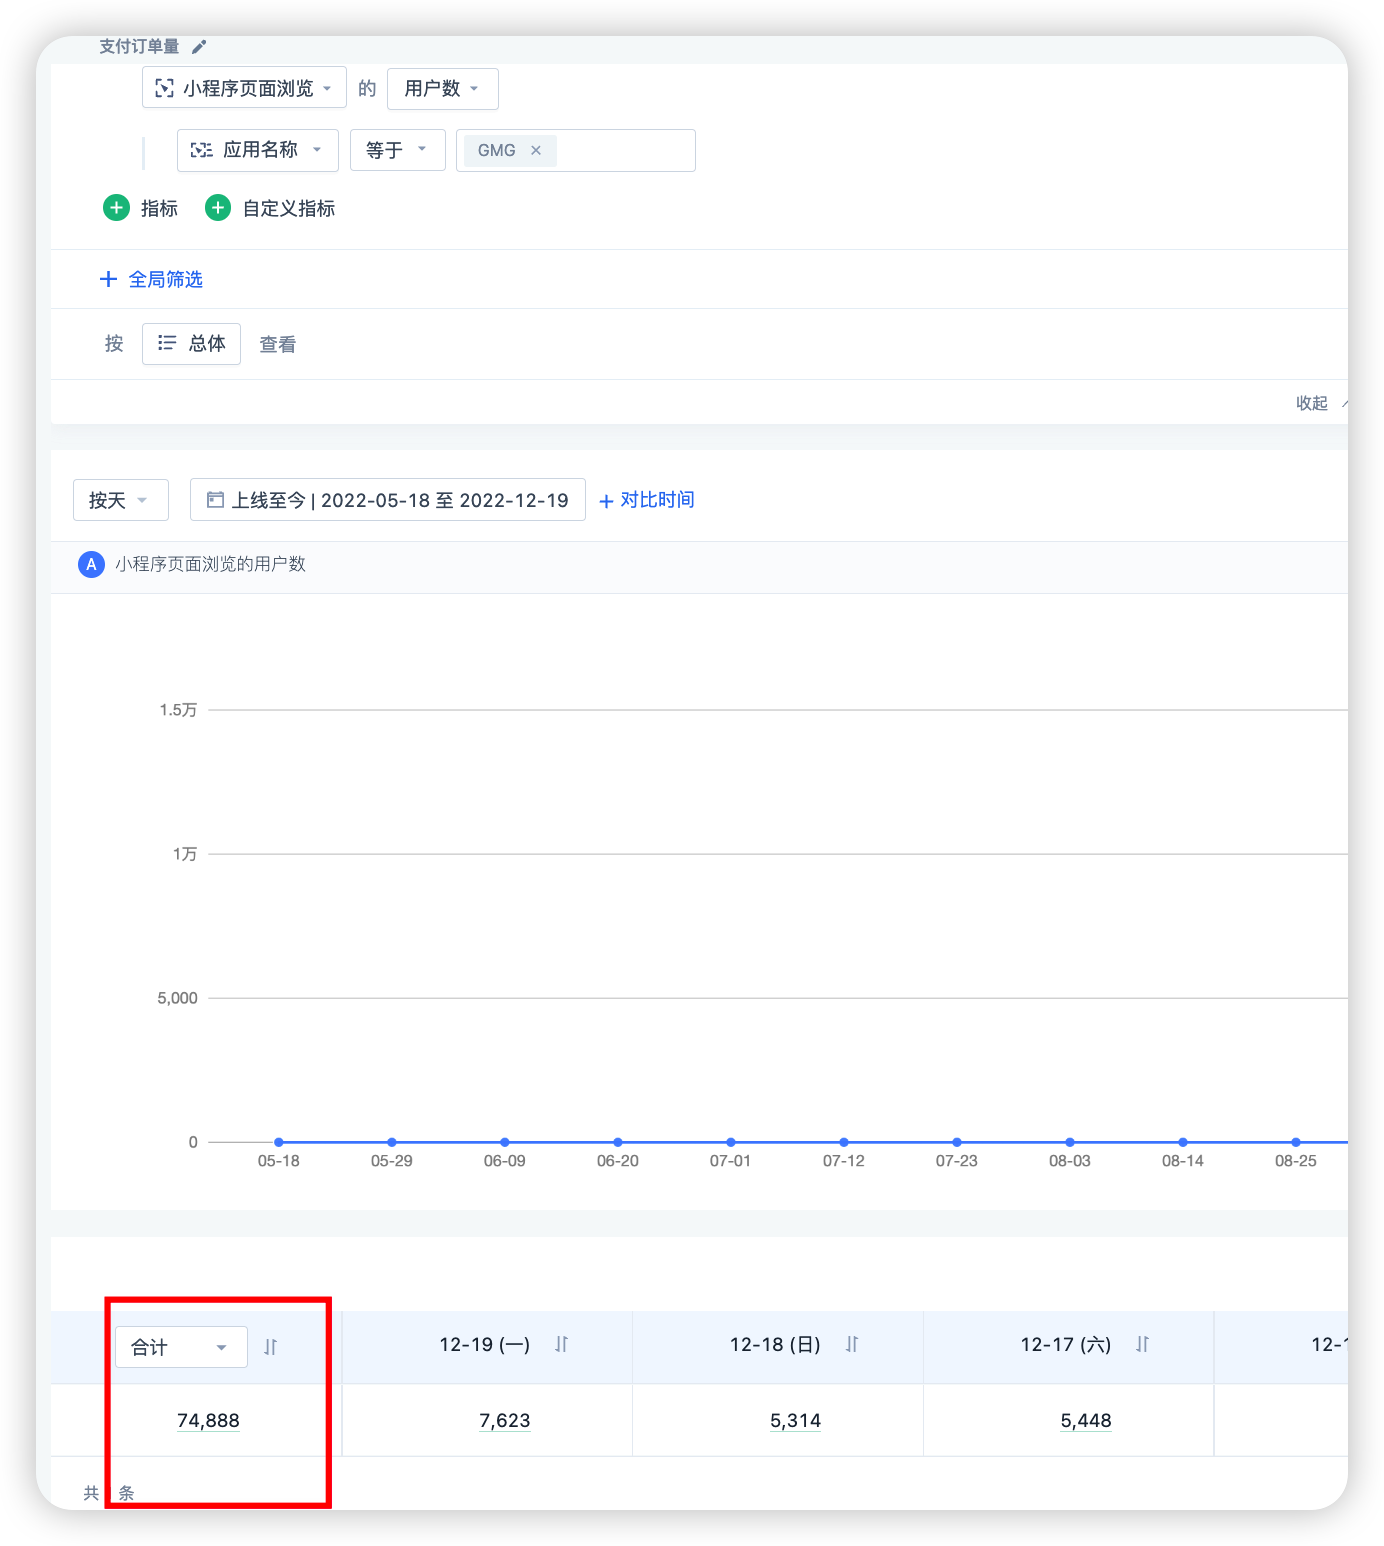 支付订单量
小程序页面浏览 的 用户数
应用名称 等于 GMG ×
指标 自定义指标
+ 全局筛选
按 总体 查看
收起
按天 上线至今 | 2022-05-18 至 2022-12-19 + 对比时间
A 小程序页面浏览的用户数
1.5万
1万
5,000
0
05-18 05-29 06-09 06-20 07-01 07-12 07-23 08-03 08-14 08-25
合计 12-19 (一) 12-18 (日) 12-17 (六)
74,888 7,623 5,314 5,448
共 条